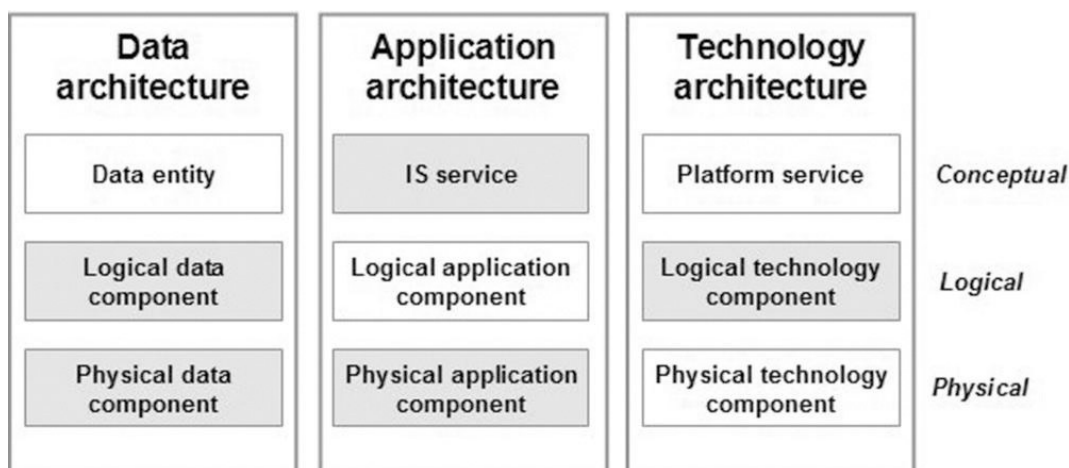 Data
architecture
Application
architecture
Technology
architecture
Data entity
IS service
Platform service
Conceptual
Logical data
component
Logical application
component
Logical technology
component
Logical
Physical data
component
Physical application
component
Physical technology
component
Physical